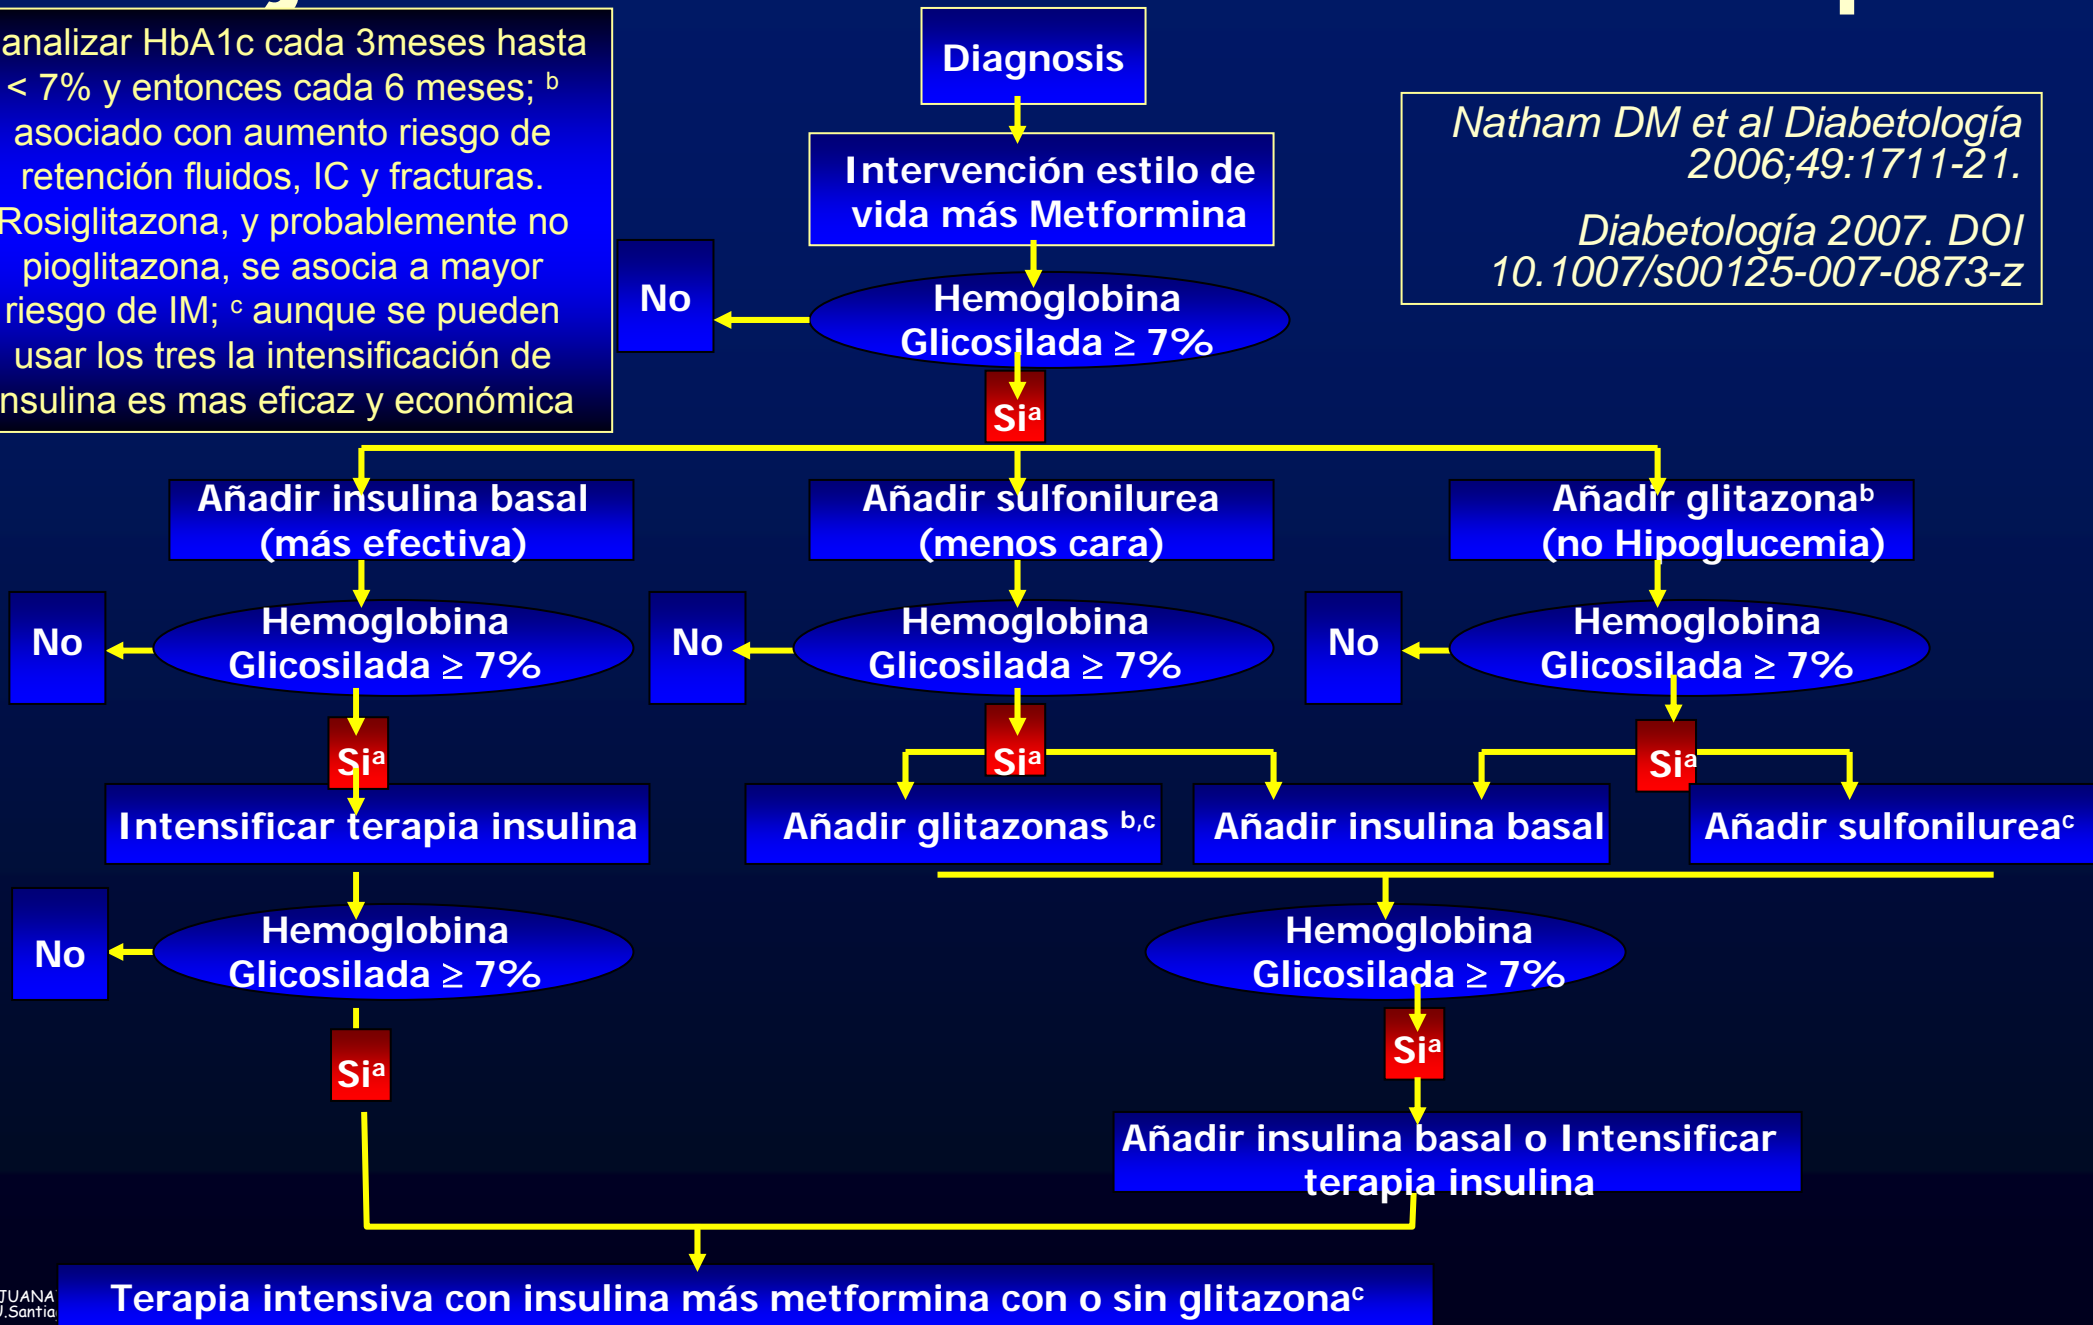 analizar HbA1c cada 3meses hasta
< 7% y entonces cada 6 meses; b
asociado con aumento riesgo de
retención fluidos, IC y fracturas.
Rosiglitazona, y probablemente no
pioglitazona, se asocia a mayor
riesgo de IM; c aunque se pueden
usar los tres la intensificación de
insulina es mas eficaz y económica
Diagnosis
Natham DM et al Diabetología
2006;49:1711-21.
Diabetología 2007. DOI
10.1007/s00125-007-0873-z
Intervención estilo de
vida más Metformina
No
Hemoglobina
Glicosilada ≥ 7%
Sia
Añadir insulina basal
(más efectiva)
Añadir sulfonilurea
(menos cara)
Añadir glitazonab
(no Hipoglucemia)
No
Hemoglobina
Glicosilada ≥ 7%
No
Hemoglobina
Glicosilada ≥ 7%
No
Hemoglobina
Glicosilada ≥ 7%
Sia
Sia
Sia
Intensificar terapia insulina
Añadir glitazonas b,c
Añadir insulina basal
Añadir sulfonilureac
No
Hemoglobina
Glicosilada ≥ 7%
Hemoglobina
Glicosilada ≥ 7%
Sia
Sia
Añadir insulina basal o Intensificar
terapia insulina
Terapia intensiva con insulina más metformina con o sin glitazonac